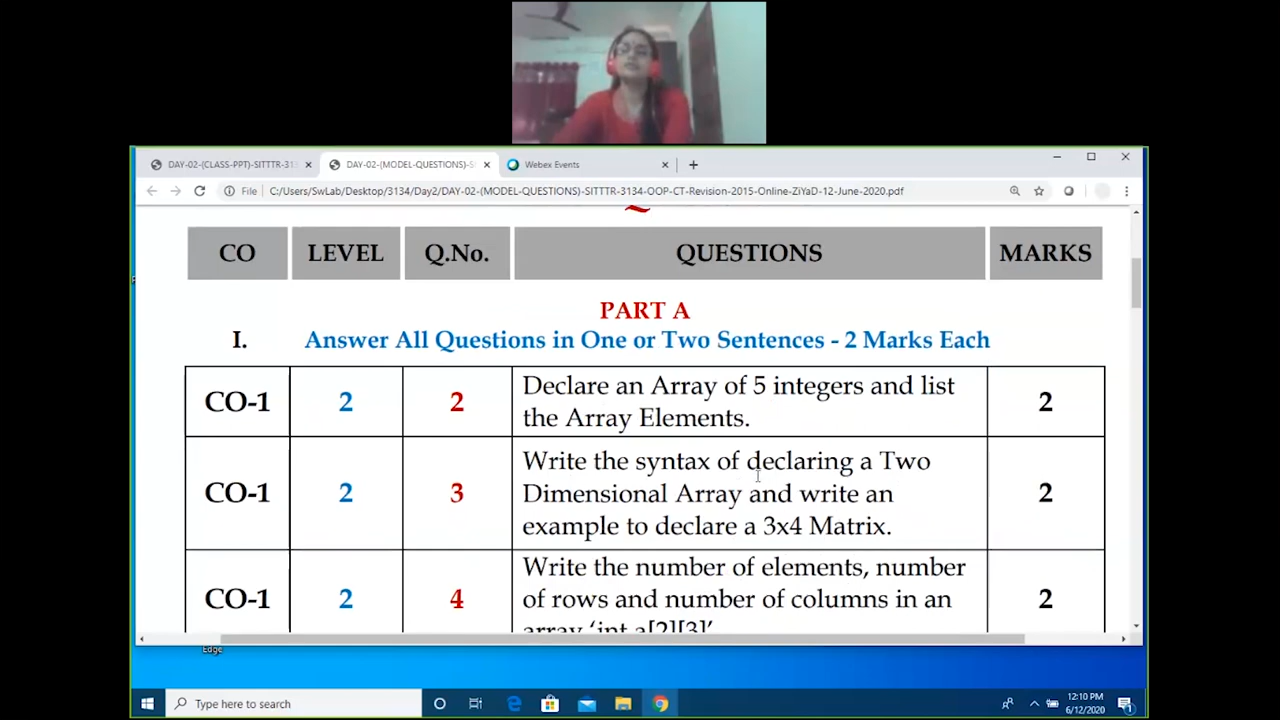 DAY-02-(CLASS-PPT)-SITTTR-313
DAY-02-(MODEL-QUESTIONS)-S
Webex Events
File
C:/Users/SwLab/Desktop/3134/Day2/DAY-02-(MODEL-QUESTIONS)-SITTTR-3134-OOP-CT-Revision-2015-Online-ZiYaD-12-June-2020.pdf
CO LEVEL Q.No. QUESTIONS MARKS
PART A
I. Answer All Questions in One or Two Sentences - 2 Marks Each
CO-1 2 2 Declare an Array of 5 integers and list
the Array Elements. 2
CO-1 2 3 Write the syntax of declaring a Two
Dimensional Array and write an
example to declare a 3x4 Matrix. 2
CO-1 2 4 Write the number of elements, number
of rows and number of columns in an
array 'int a[2][3]' 2
Edge
Type here to search
12:10 PM
6/12/2020